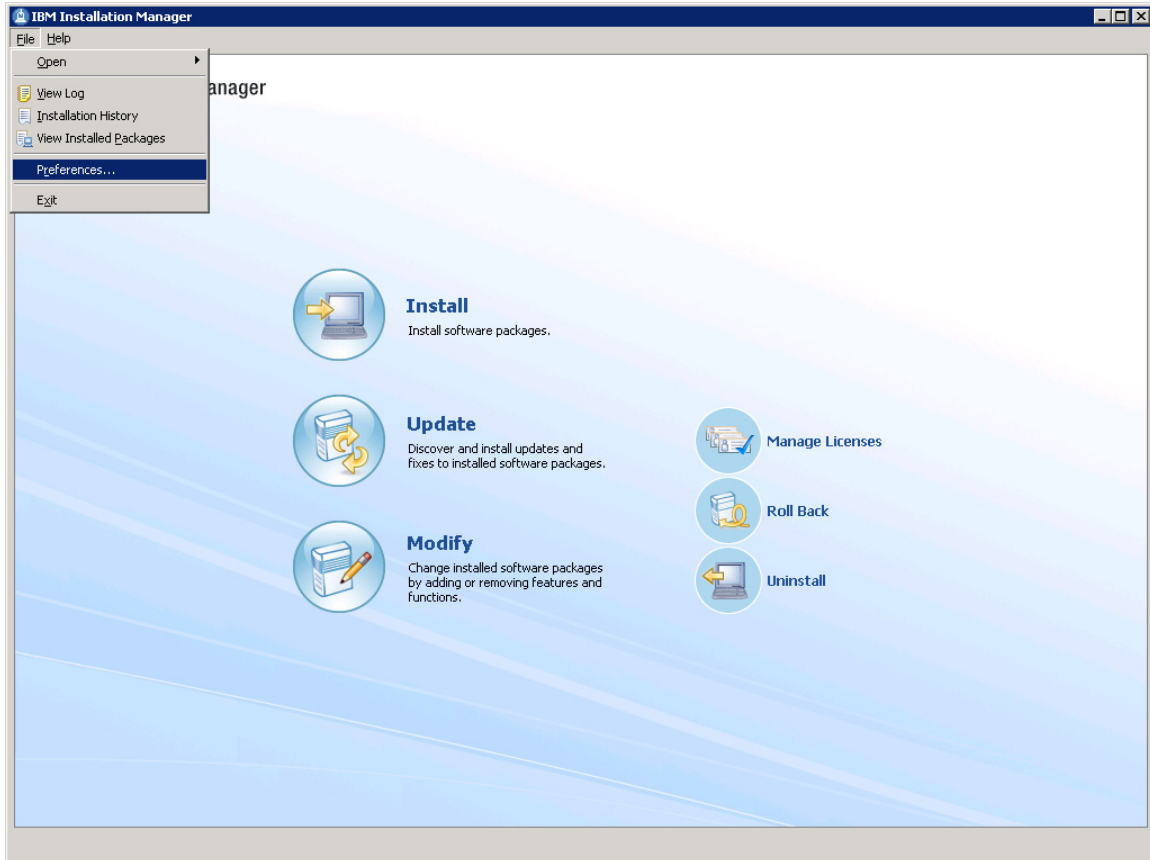 IBM Installation Manager
File Help
Open
View Log
Installation History
View Installed Packages
Preferences...
Exit
anager
Install
Install software packages.
Update
Discover and install updates and
fixes to installed software packages.
Modify
Change installed software packages
by adding or removing features and
functions.
Manage Licenses
Roll Back
Uninstall